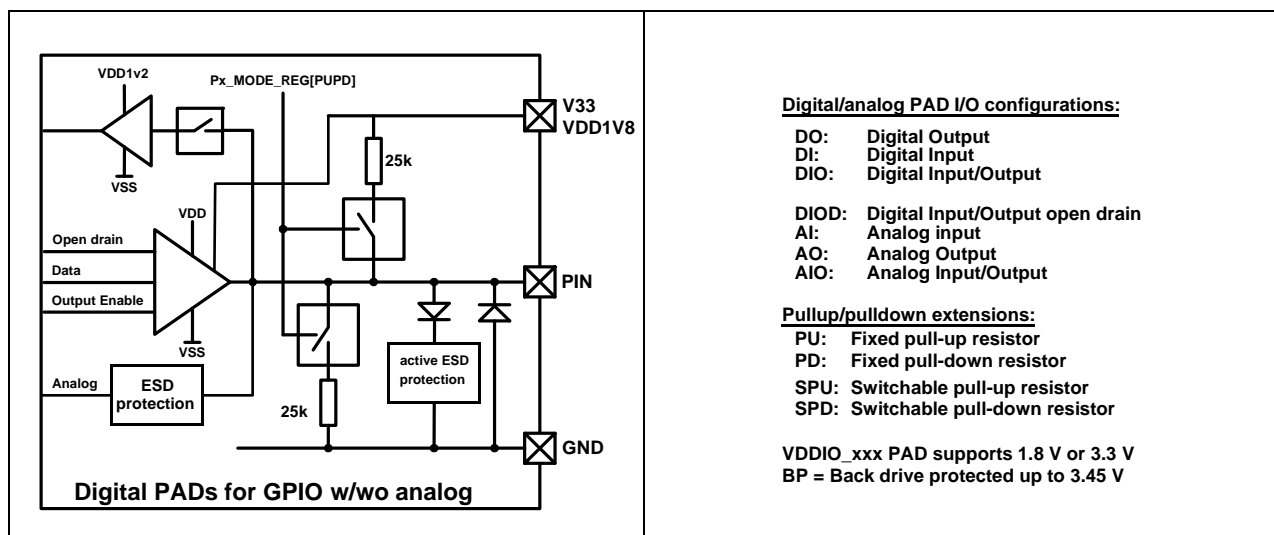 VDD1v2
Px_MODE_REG[PUPD]
V33
VDD1V8
25k
VSS
VDD
Open drain
Data
Output Enable
PIN
VSS
Analog
ESD
protection
active ESD
protection
25k
GND
Digital PADs for GPIO w/wo analog
Digital/analog PAD I/O configurations:
DO: Digital Output
DI: Digital Input
DIO: Digital Input/Output
DIOD: Digital Input/Output open drain
AI: Analog input
AO: Analog Output
AIO: Analog Input/Output
Pullup/pulldown extensions:
PU: Fixed pull-up resistor
PD: Fixed pull-down resistor
SPU: Switchable pull-up resistor
SPD: Switchable pull-down resistor
VDDIO_xxx PAD supports 1.8 V or 3.3 V
BP = Back drive protected up to 3.45 V